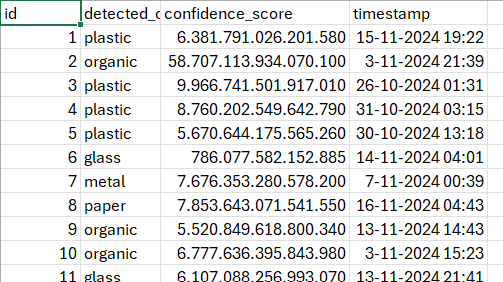 id detected_c confidence_score timestamp
1 plastic 6.381.791.026.201.580 15-11-2024 19:22
2 organic 58.707.113.934.070.100 3-11-2024 21:39
3 plastic 9.966.741.501.917.010 26-10-2024 01:31
4 plastic 8.760.202.549.642.790 31-10-2024 03:15
5 plastic 5.670.644.175.565.260 30-10-2024 13:18
6 glass 786.077.582.152.885 14-11-2024 04:01
7 metal 7.676.353.280.578.200 7-11-2024 00:39
8 paper 7.853.643.071.541.550 16-11-2024 04:43
9 organic 5.520.849.618.800.340 13-11-2024 14:43
10 organic 6.777.636.395.843.980 3-11-2024 15:23
11 glass 6.107.088.256.993.070 13-11-2024 21:41